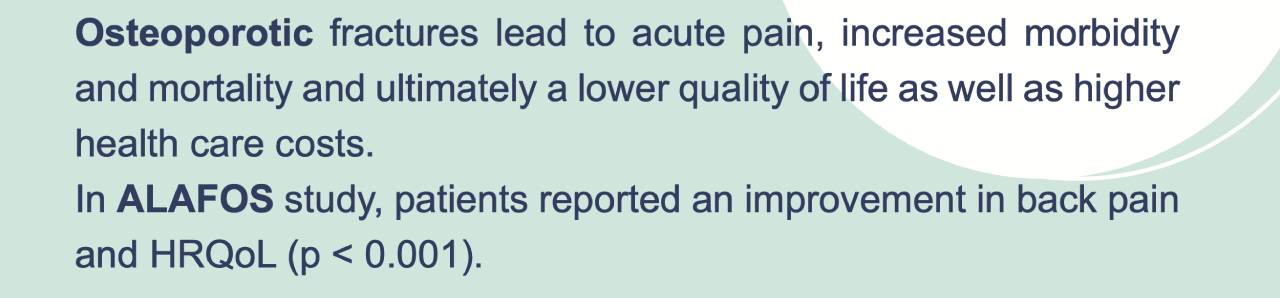 Osteoporotic fractures lead to acute pain, increased morbidity
and mortality and ultimately a lower quality of life as well as higher
health care costs.
In ALAFOS study, patients reported an improvement in back pain
and HRQoL (p < 0.001).